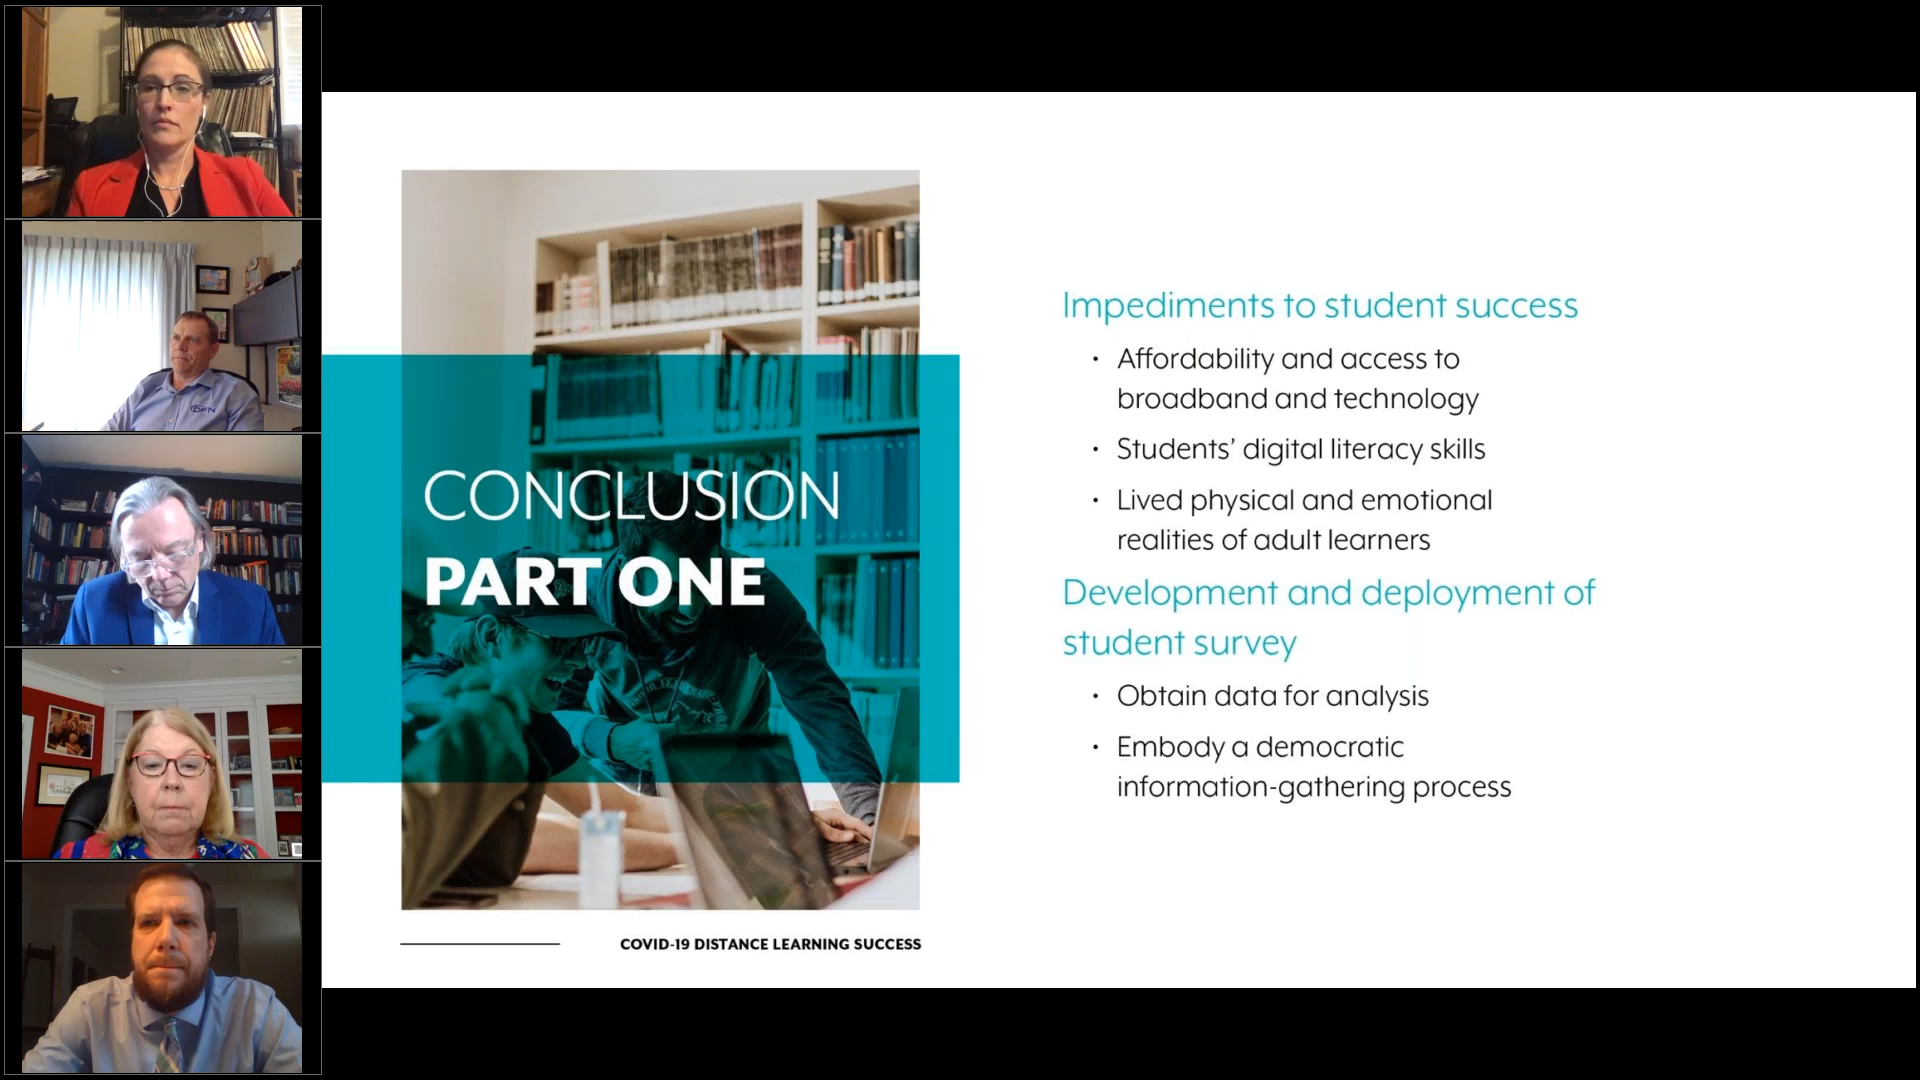 CONCLUSION
PART ONE
COVID-19 DISTANCE LEARNING SUCCESS
Impediments to student success
• Affordability and access to
broadband and technology
• Students’ digital literacy skills
• Lived physical and emotional
realities of adult learners
Development and deployment of
student survey
• Obtain data for analysis
• Embody a democratic
information-gathering process